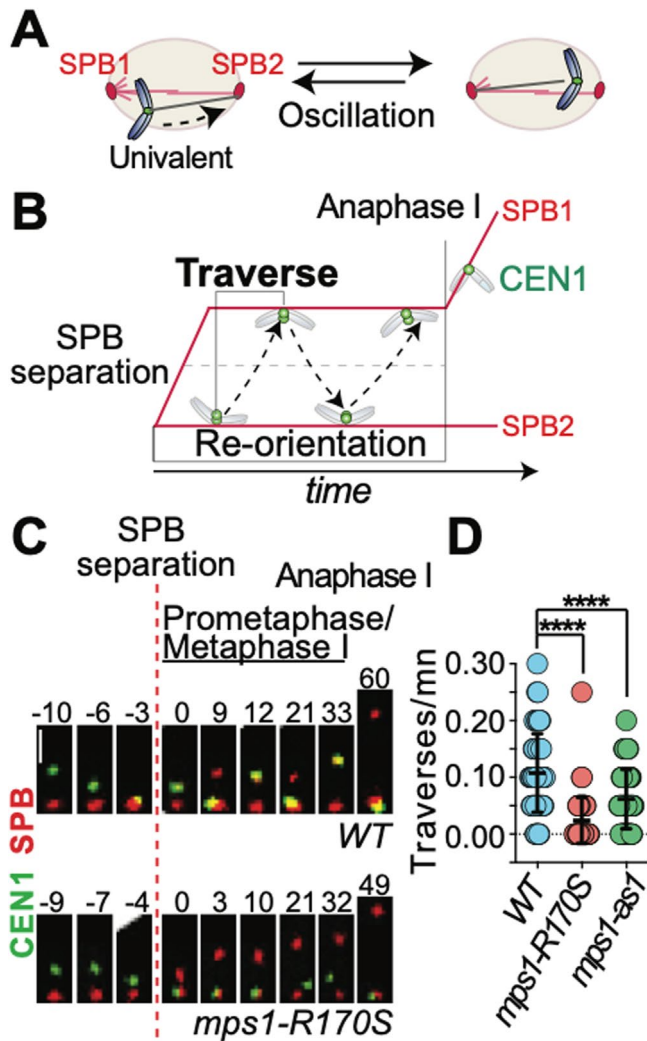 A
SPB1
SPB2
Oscillation
Univalent
B
Anaphase I
SPB1
Traverse
CEN1
SPB
separation
Re-orientation
SPB2
time
C
SPB
separation
Anaphase I
Prometaphase/
Metaphase I
60
-10 -6 -3 0 9 12 21 33
WT
CEN1 SPB
49
-9 -7 -4 0 3 10 21 32
mps1-R170S
D
****
****
0.30
0.20
0.10
0.00
Traverses/mn
WT
mps1-R170S
mps1-as1